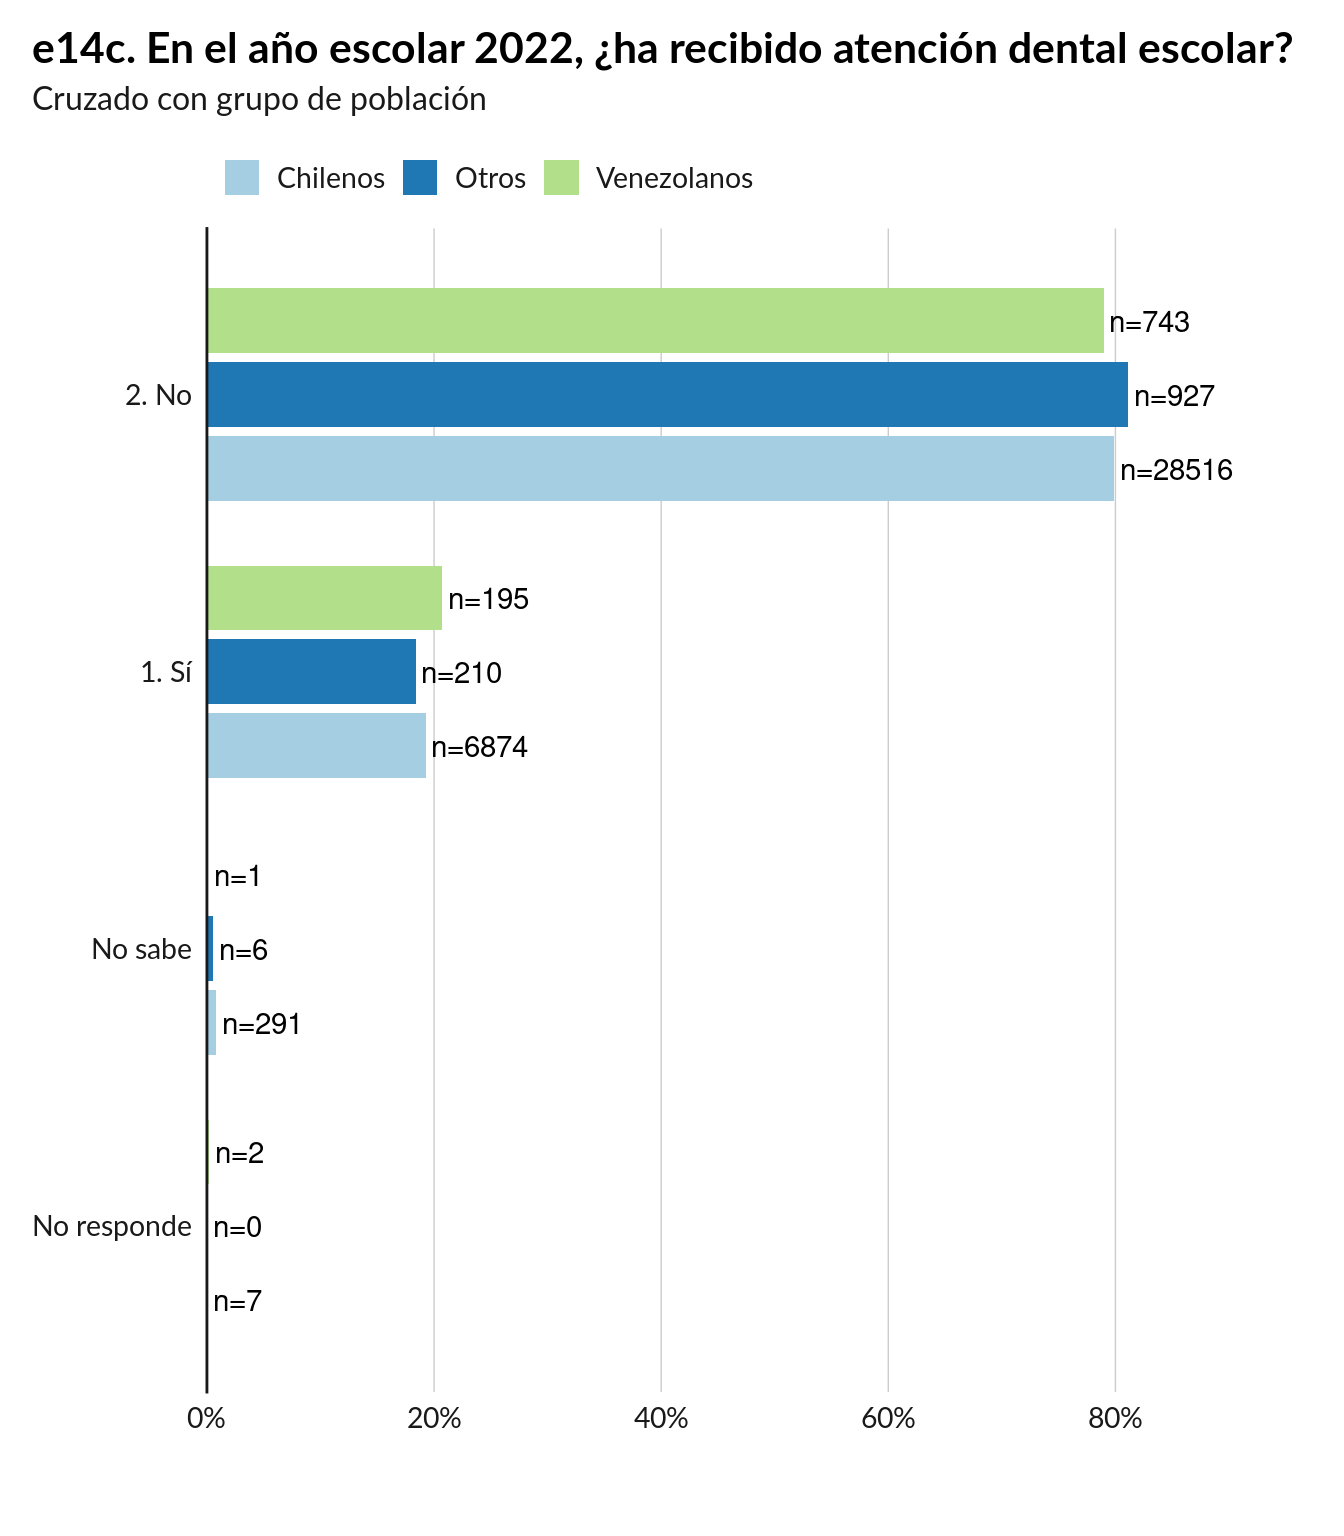 e14c. En el año escolar 2022, ¿ha recibido atención dental escolar?
Cruzado con grupo de población
Chilenos Otros Venezolanos
n=743
2. No n=927
n=28516
n=195
1. Sí n=210
n=6874
n=1
No sabe n=6
n=291
n=2
No responde n=0
n=7
0% 20% 40% 60% 80%